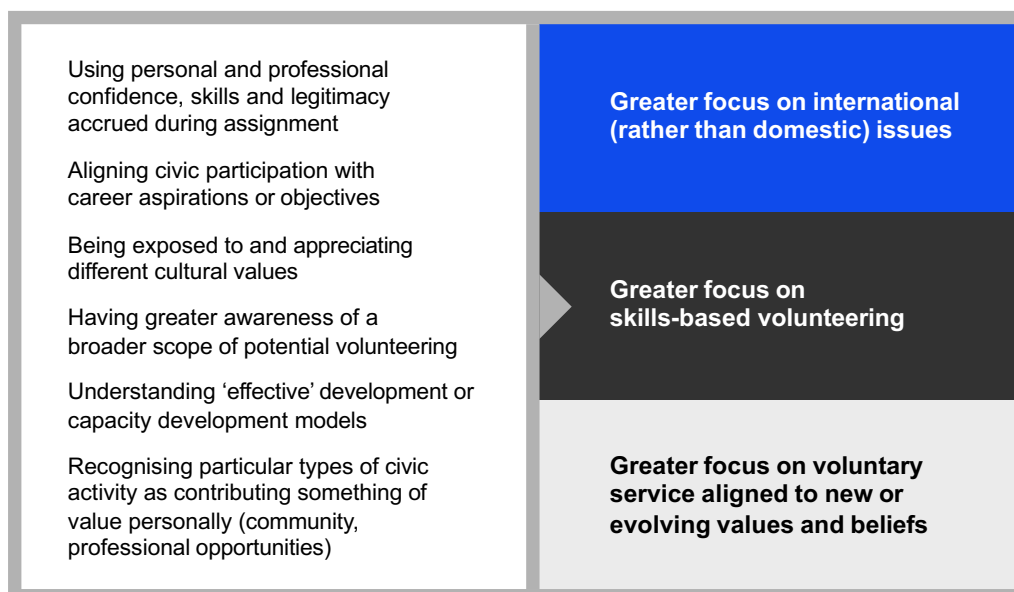 Using personal and professional
confidence, skills and legitimacy
accrued during assignment
Aligning civic participation with
career aspirations or objectives
Being exposed to and appreciating
different cultural values
Having greater awareness of a
broader scope of potential volunteering
Understanding ‘effective’ development or
capacity development models
Recognising particular types of civic
activity as contributing something of
value personally (community,
professional opportunities)
Greater focus on international
(rather than domestic) issues
Greater focus on
skills-based volunteering
Greater focus on voluntary
service aligned to new or
evolving values and beliefs